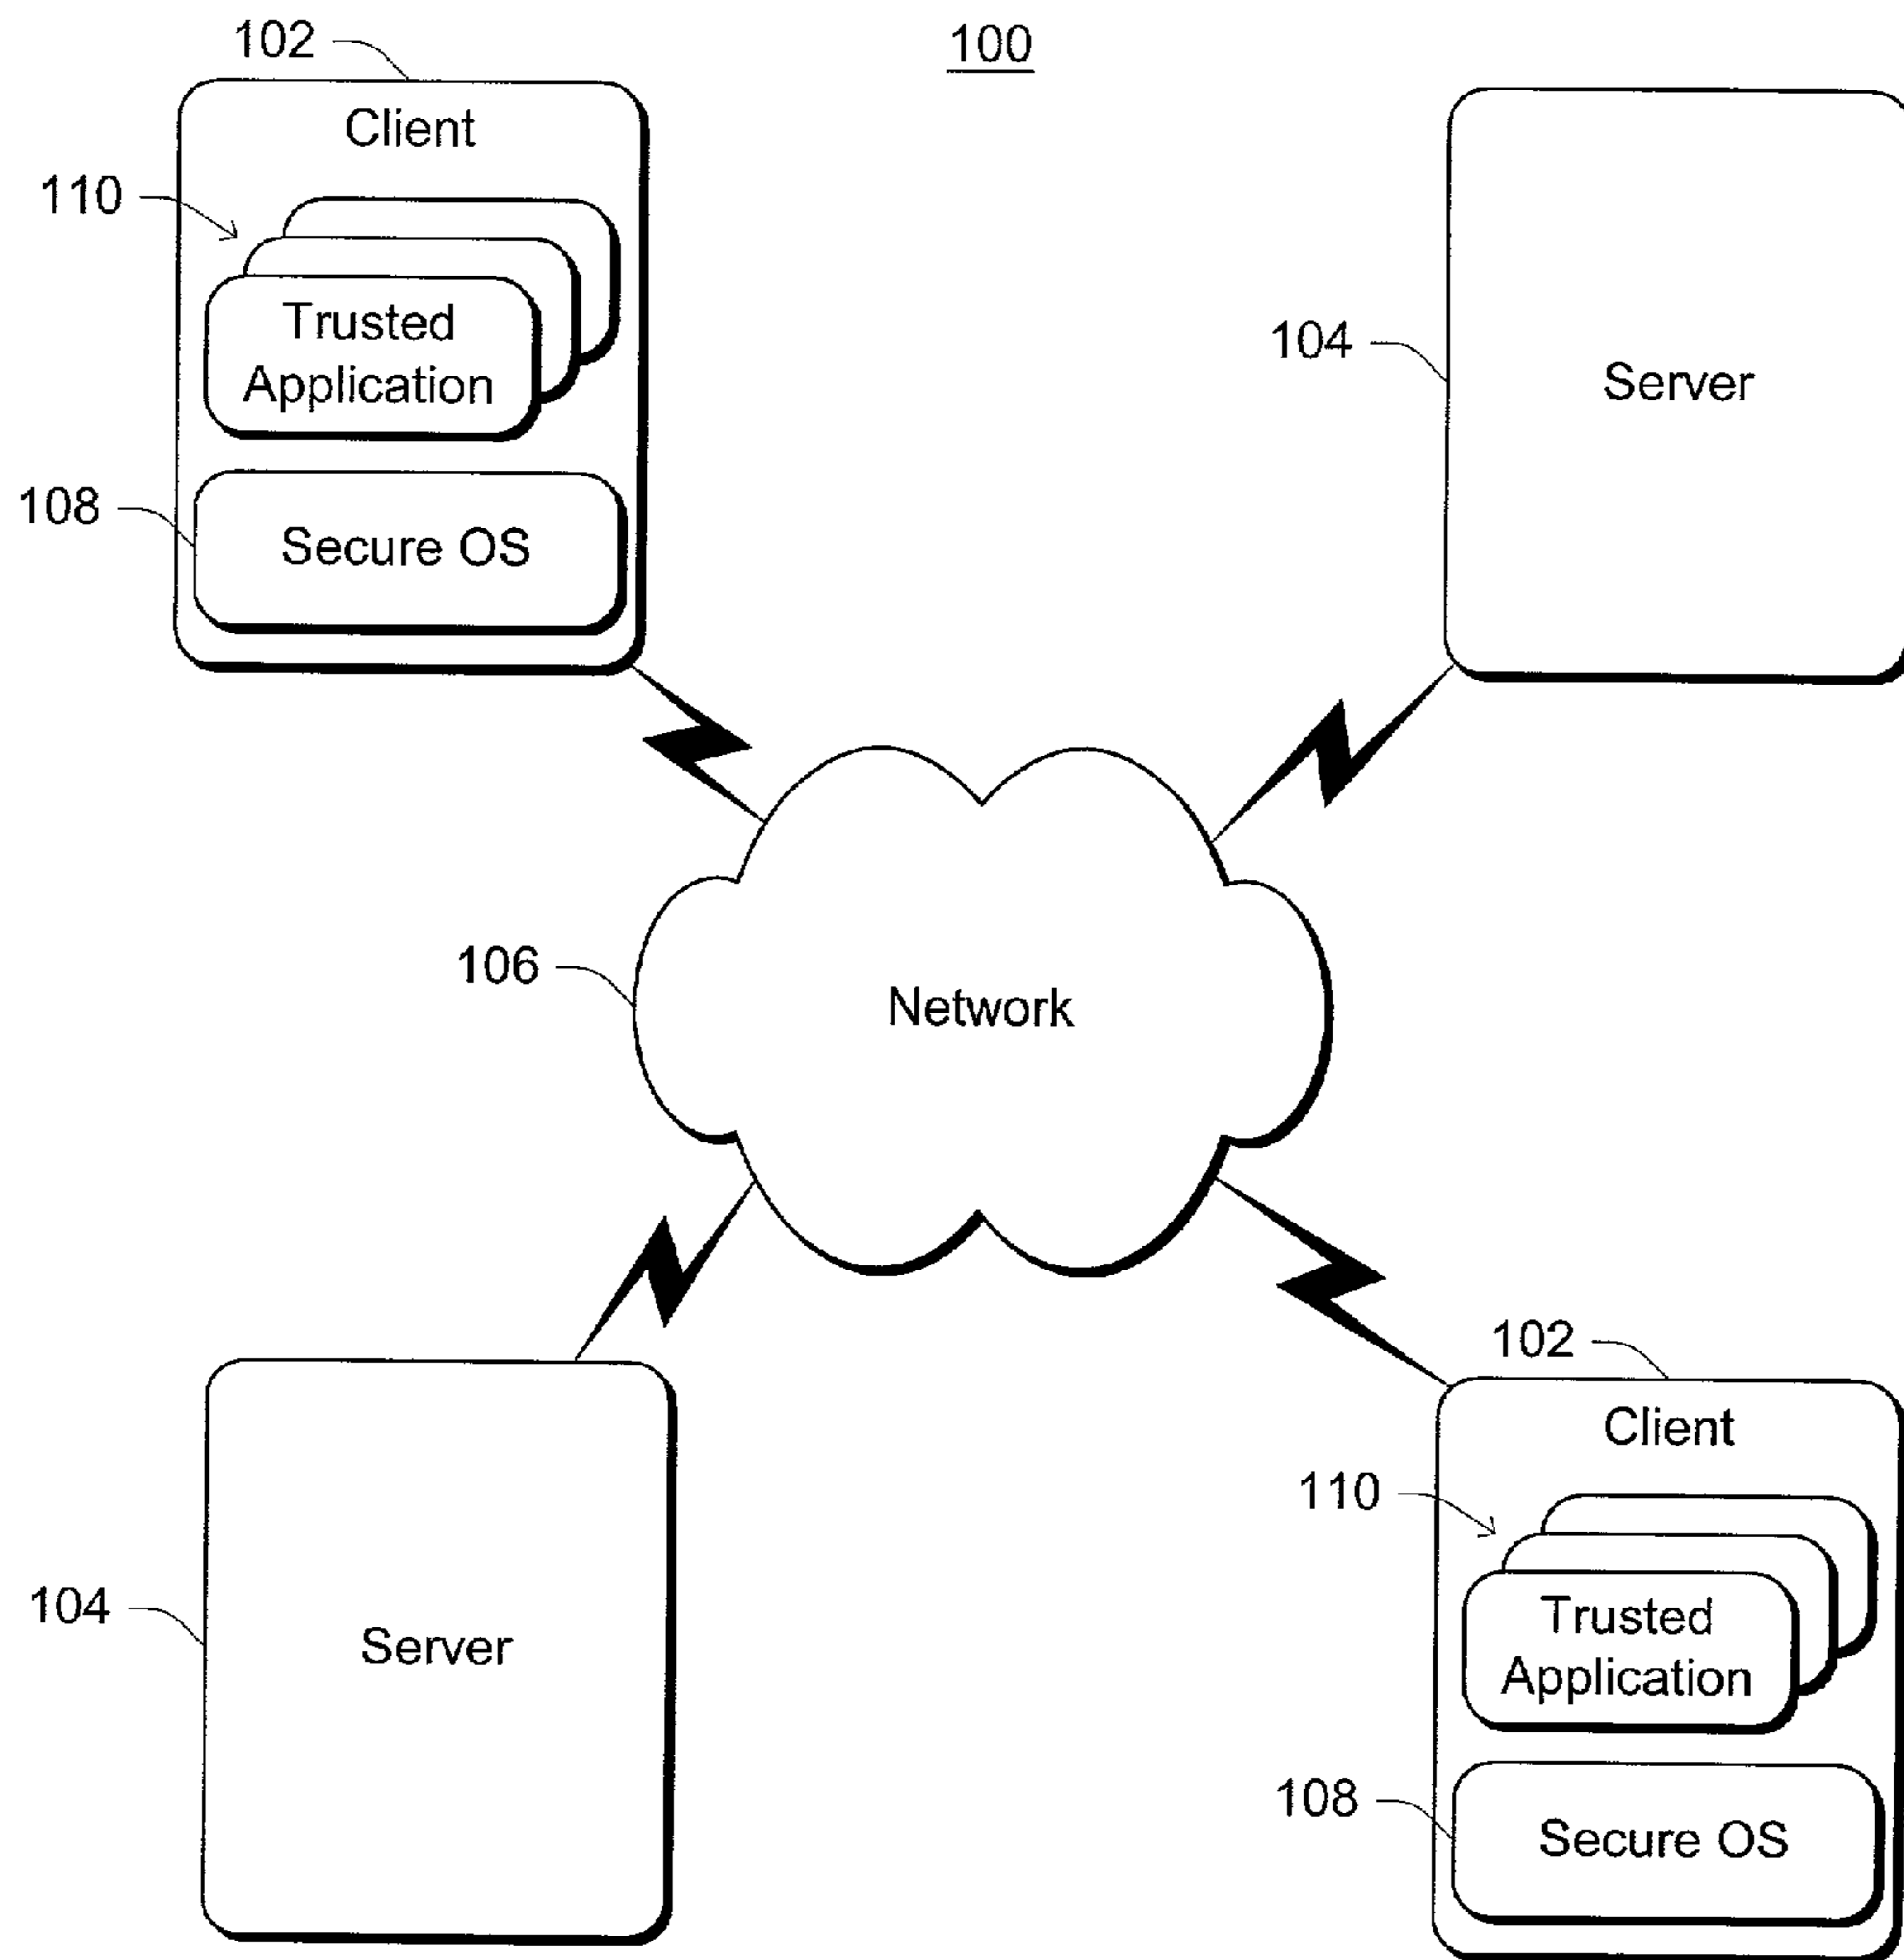 102
100
Client
110
Trusted
Application
108
Secure OS
104
Server
106
Network
104
Server
102
Client
110
Trusted
Application
108
Secure OS